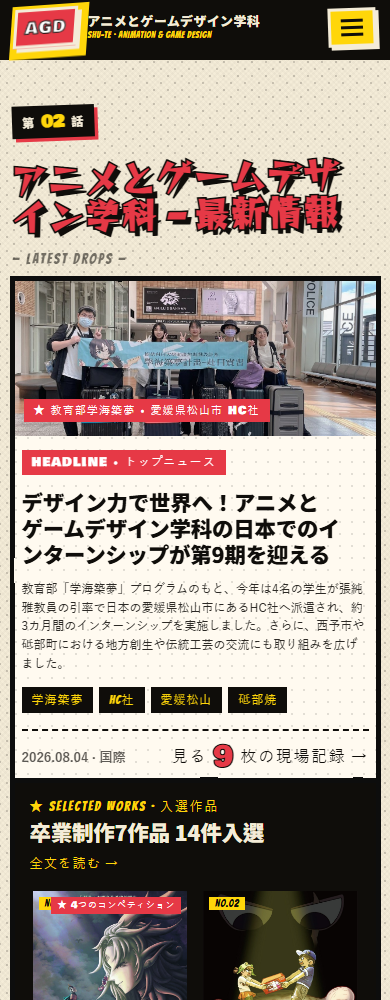 AGD
アニメとゲームデザイン学科
SHU-TE · ANIMATION & GAME DESIGN
第 02 話
アニメとゲームデザ
イン学科 – 最新情報
— LATEST DROPS —
POLICE
★ 教育部学海築夢 • 愛媛県松山市 HC社
HEADLINE • トップニュース
デザイン力で世界へ！アニメと
ゲームデザイン学科の日本でのイ
ンターンシップが第9期を迎える
教育部「学海築夢」プログラムのもと、今年は4名の学生が張純
雅教員の引率で日本の愛媛県松山市にあるHC社へ派遣され、約
3カ月間のインターンシップを実施しました。さらに、西予市や
砥部町における地方創生や伝統工芸の交流にも取り組みを広げ
ました。
学海築夢 HC社 愛媛松山 砥部焼
2026.08.04 · 国際
見る 9 枚の現場記録 →
★ SELECTED WORKS • 入選作品
卒業制作7作品 14件入選
全文を読む →
★ 4つのコンペティション
NO.02